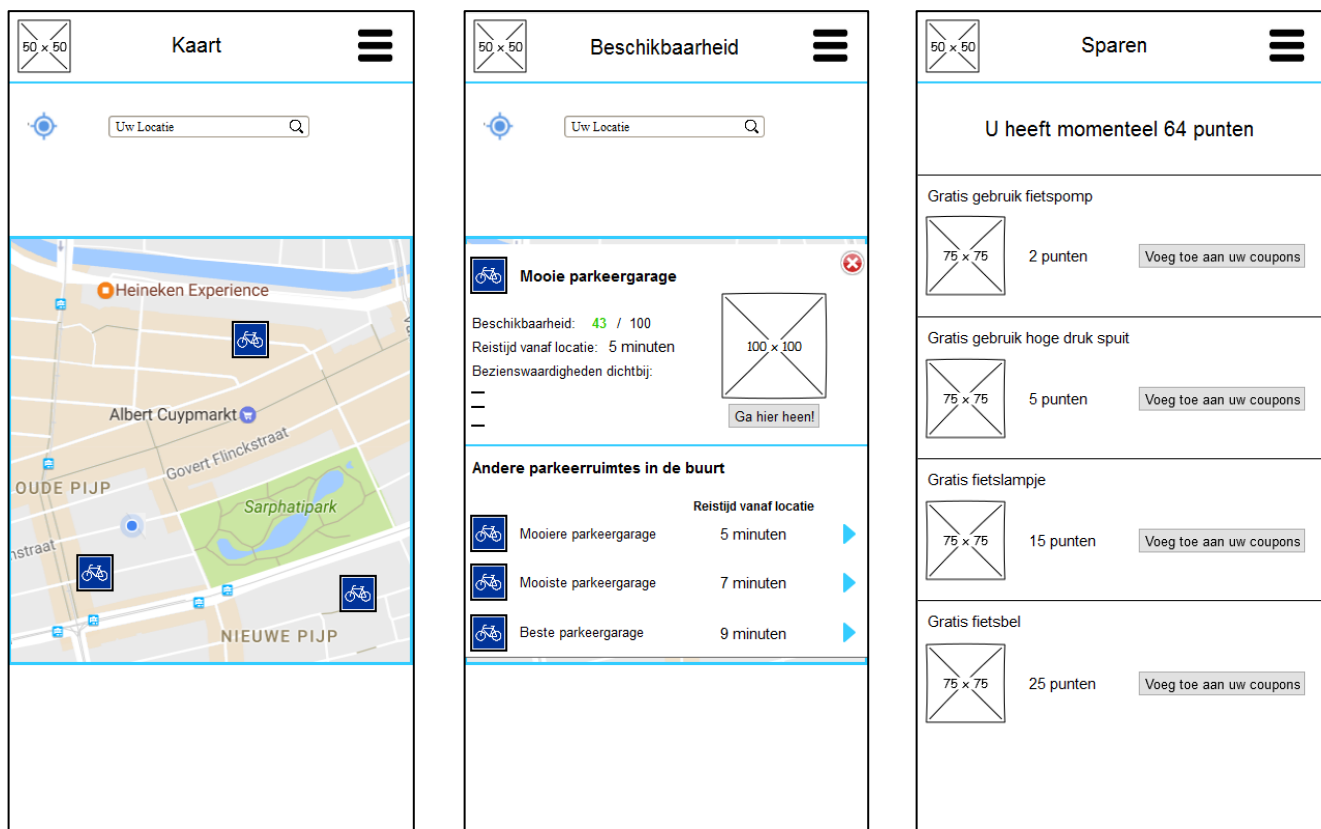 50 × 50
Kaart
Uw Locatie
Heineken Experience
Albert Cuypmarkt
Govert Flinckstraat
OUDE PIJP
Sarphatipark
nstraat
NIEUWE PIJP
50 × 50
Beschikbaarheid
Uw Locatie
Mooie parkeergarage
Beschikbaarheid: 43 / 100
Reistijd vanaf locatie: 5 minuten
Bezienswaardigheden dichtbij:
100 × 100
Ga hier heen!
Andere parkeerruimtes in de buurt
Reistijd vanaf locatie
Mooiere parkeergarage 5 minuten
Mooiste parkeergarage 7 minuten
Beste parkeergarage 9 minuten
50 × 50
Sparen
U heeft momenteel 64 punten
Gratis gebruik fietspomp
75 × 75 2 punten Voeg toe aan uw coupons
Gratis gebruik hoge druk spuit
75 × 75 5 punten Voeg toe aan uw coupons
Gratis fietslampje
75 × 75 15 punten Voeg toe aan uw coupons
Gratis fietsbel
75 × 75 25 punten Voeg toe aan uw coupons